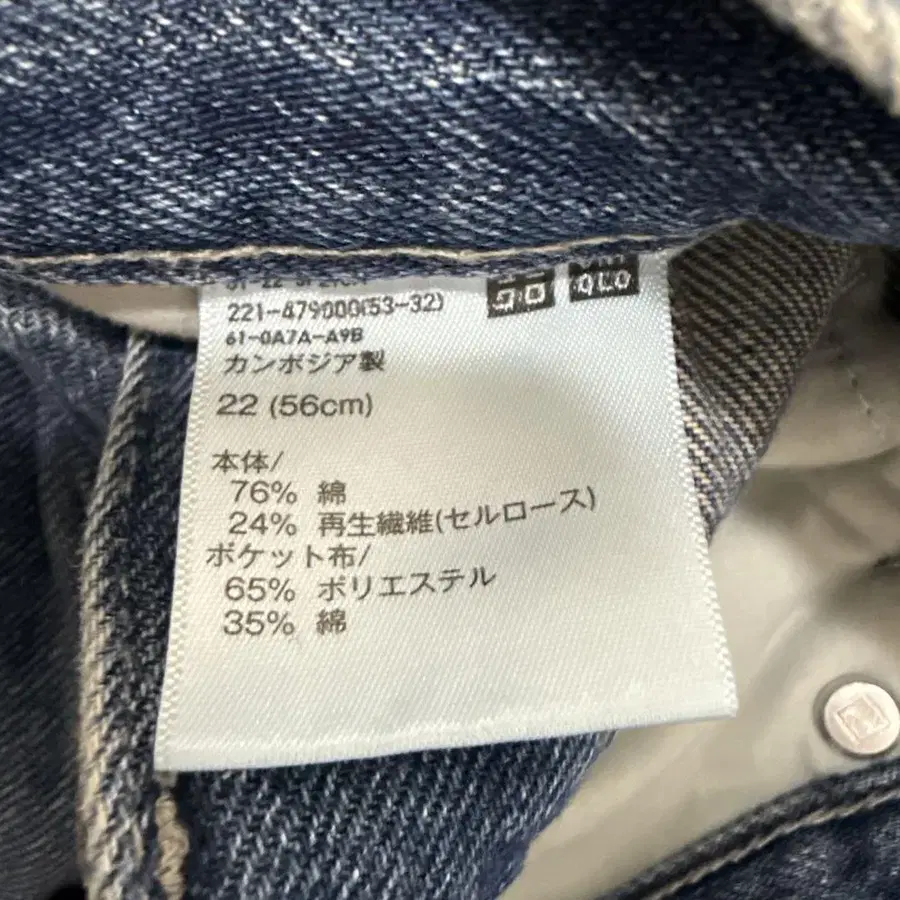 221-479000(53-32)
61-0A7A-A9B
カンボジア製
22 (56cm)
本体/
76% 綿
24% 再生繊維(セルロース)
ポケット布/
65% ポリエステル
35% 綿
QLO